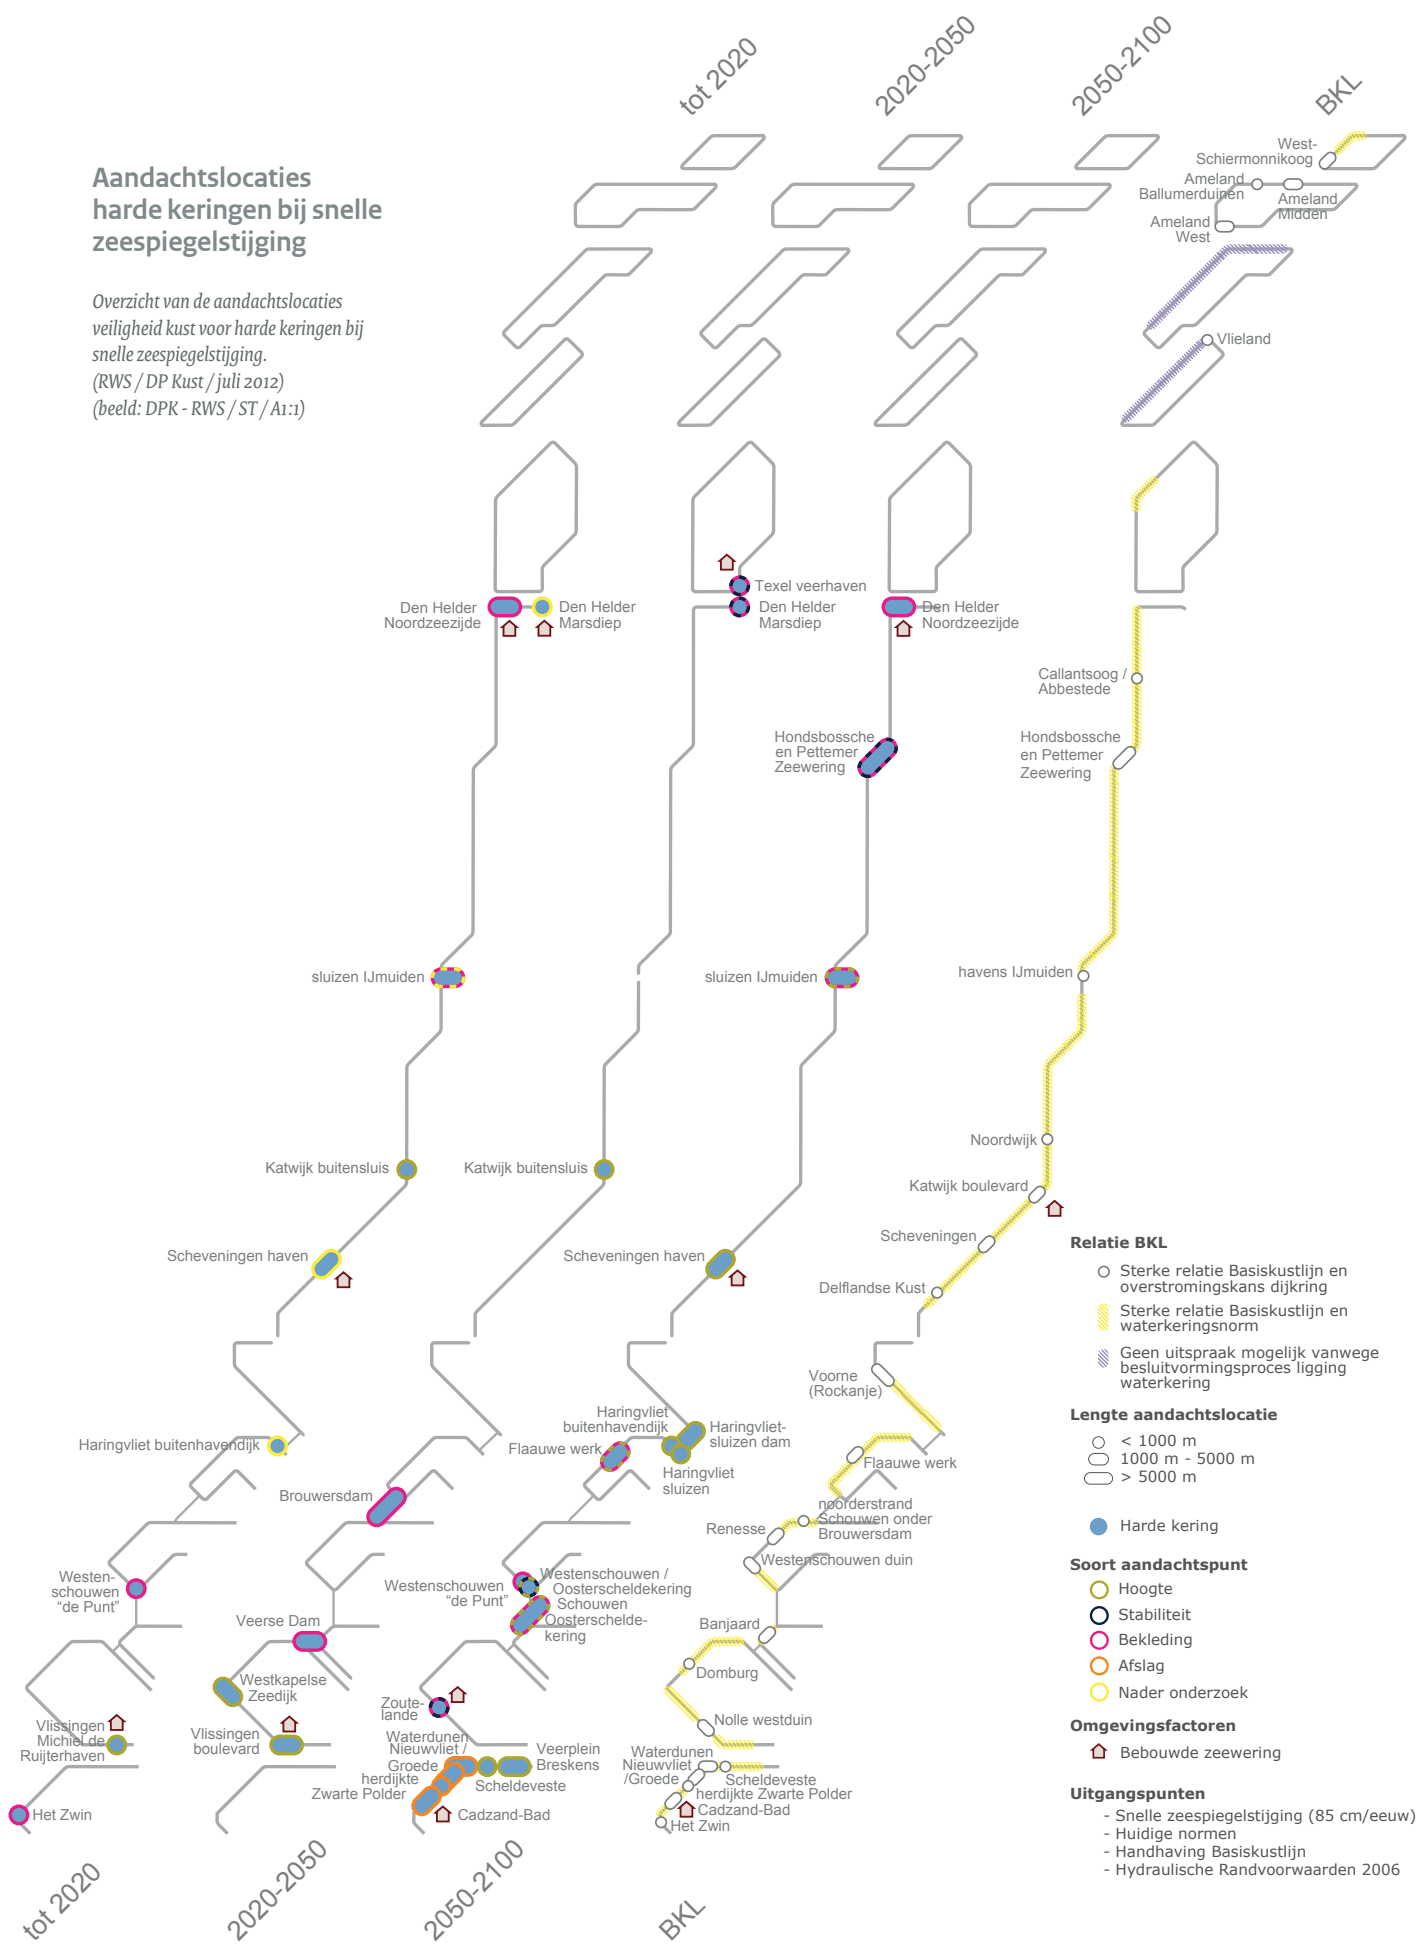 tot 2020
2020-2050
2050-2100
BKL
Aandachtslocaties
harde keringen bij snelle
zeespiegelstijging
Overzicht van de aandachtslocaties
veiligheid kust voor harde keringen bij
snelle zeespiegelstijging.
(RWS / DP Kust / juli 2012)
(beeld: DPK - RWS / ST / A1:1)
West-
Schiermonnikoog
Ameland
Ballumerduinen
Ameland
Midden
Ameland
West
Vlieland
Texel veerhaven
Den Helder
Noordzeezijde
Den Helder
Marsdiep
Den Helder
Marsdiep
Den Helder
Noordzeezijde
Callantsoog /
Abbestede
Hondsbossche
en Pettemer
Zeewering
Hondsbossche
en Pettemer
Zeewering
sluizen IJmuiden
sluizen IJmuiden
havens IJmuiden
Noordwijk
Katwijk buitensluis
Katwijk buitensluis
Katwijk boulevard
Scheveningen haven
Scheveningen haven
Scheveningen
Delflandse Kust
Voorne
(Rockanje)
Haringvliet buitenhavendijk
Haringvliet
buitenhavendijk
Flaauwe werk
Haringvliet-
sluizen dam
Haringvliet
sluizen
Flaauwe werk
Brouwersdam
noorderstrand
Schouwen onder
Brouwersdam
Renesse
Westenschouwen duin
Westen-
schouwen
“de Punt”
Westenschouwen
“de Punt”
Westenschouwen /
Oosterscheldekering
Schouwen
Oosterschelde-
kering
Veerse Dam
Banjaard
Domburg
Westkapelse
Zeedijk
Zoute-
lande
Nolle westduin
Vlissingen
Michiel de
Ruijterhaven
Vlissingen
boulevard
Waterdunen
Nieuwvliet /
Groede
herdijkte
Zwarte Polder
Veerplein
Breskens
Scheldeveste
Cadzand-Bad
Waterdunen
Nieuwvliet
/Groede
Scheldeveste
herdijkte Zwarte Polder
Cadzand-Bad
Het Zwin
Het Zwin
tot 2020
2020-2050
2050-2100
BKL
Relatie BKL
Sterke relatie Basiskustlijn en
overstromingskans dijkring
Sterke relatie Basiskustlijn en
waterkeringsnorm
Geen uitspraak mogelijk vanwege
besluitvormingsproces ligging
waterkering
Lengte aandachtslocatie
< 1000 m
1000 m - 5000 m
> 5000 m
Harde kering
Soort aandachtspunt
Hoogte
Stabiliteit
Bekleding
Afslag
Nader onderzoek
Omgevingsfactoren
Bebouwde zeewering
Uitgangspunten
- Snelle zeespiegelstijging (85 cm/eeuw)
- Huidige normen
- Handhaving Basiskustlijn
- Hydraulische Randvoorwaarden 2006